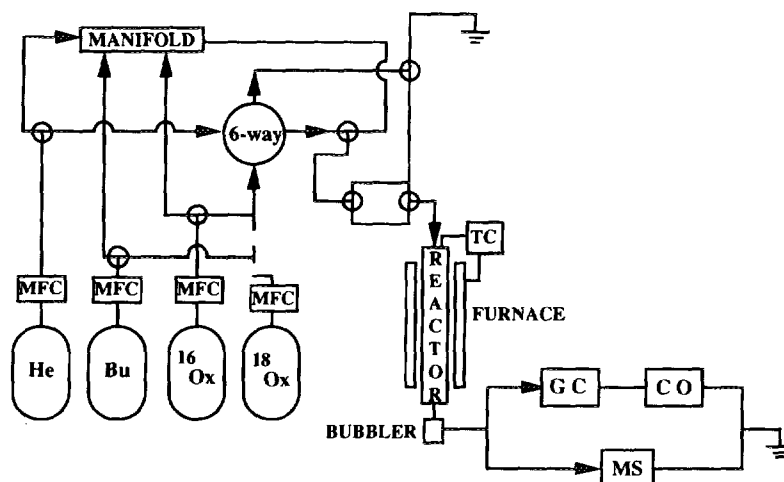 MANIFOLD
6-way
TC
MFC
MFC
MFC
MFC
REACTOR
FURNACE
He
Bu
16 Ox
18 Ox
GC
CO
BUBBLER
MS